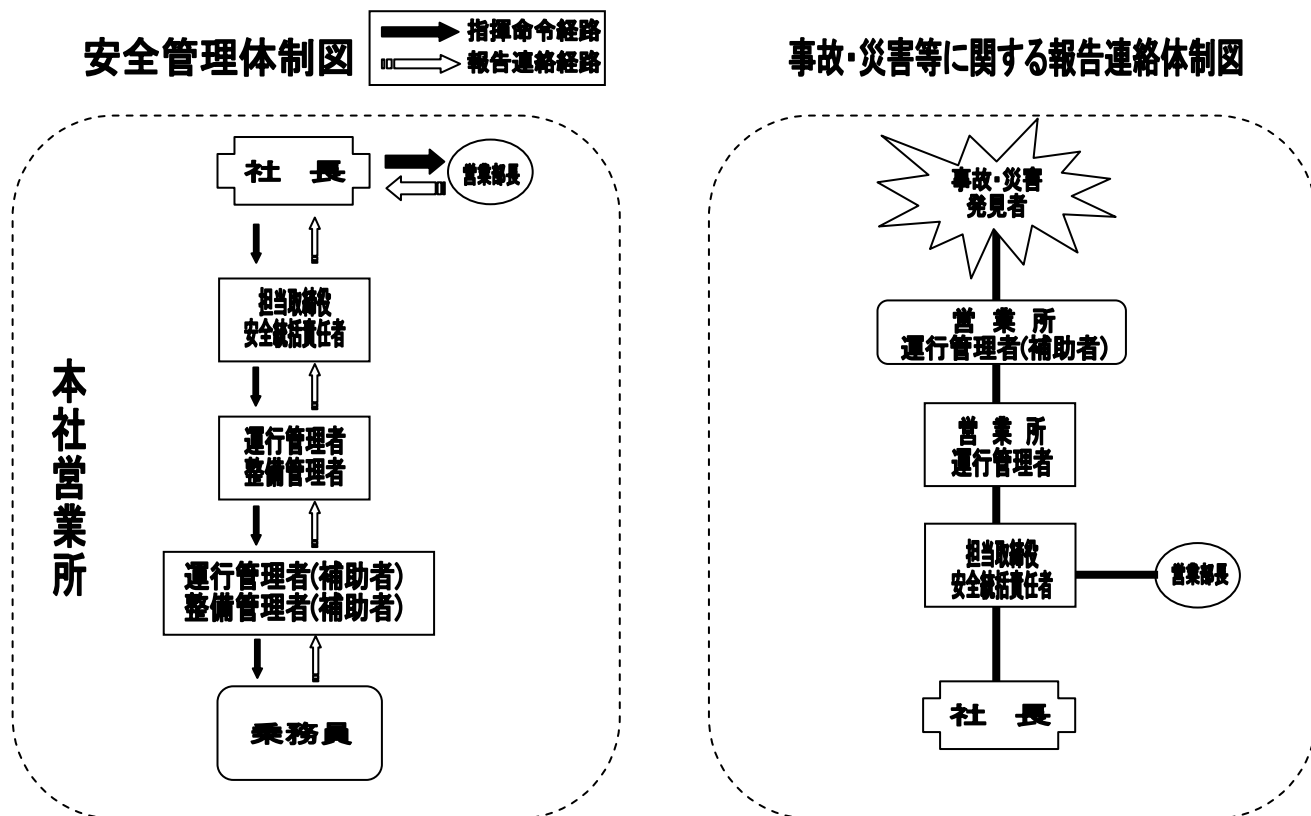 安全管理体制図
指揮命令経路
報告連絡経路
社 長
営業部長
担当取締役
安全統括責任者
運行管理者
整備管理者
運行管理者(補助者)
整備管理者(補助者)
乗務員
本社営業所
事故・災害等に関する報告連絡体制図
事故・災害
発見者
営 業 所
運行管理者(補助者)
営 業 所
運行管理者
担当取締役
安全統括責任者
営業部長
社 長